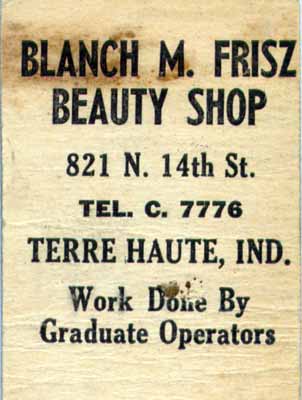 BLANCH M. FRISZ
BEAUTY SHOP
821 N. 14th St.
TEL. C. 7776
TERRE HAUTE, IND.
Work Done By
Graduate Operators